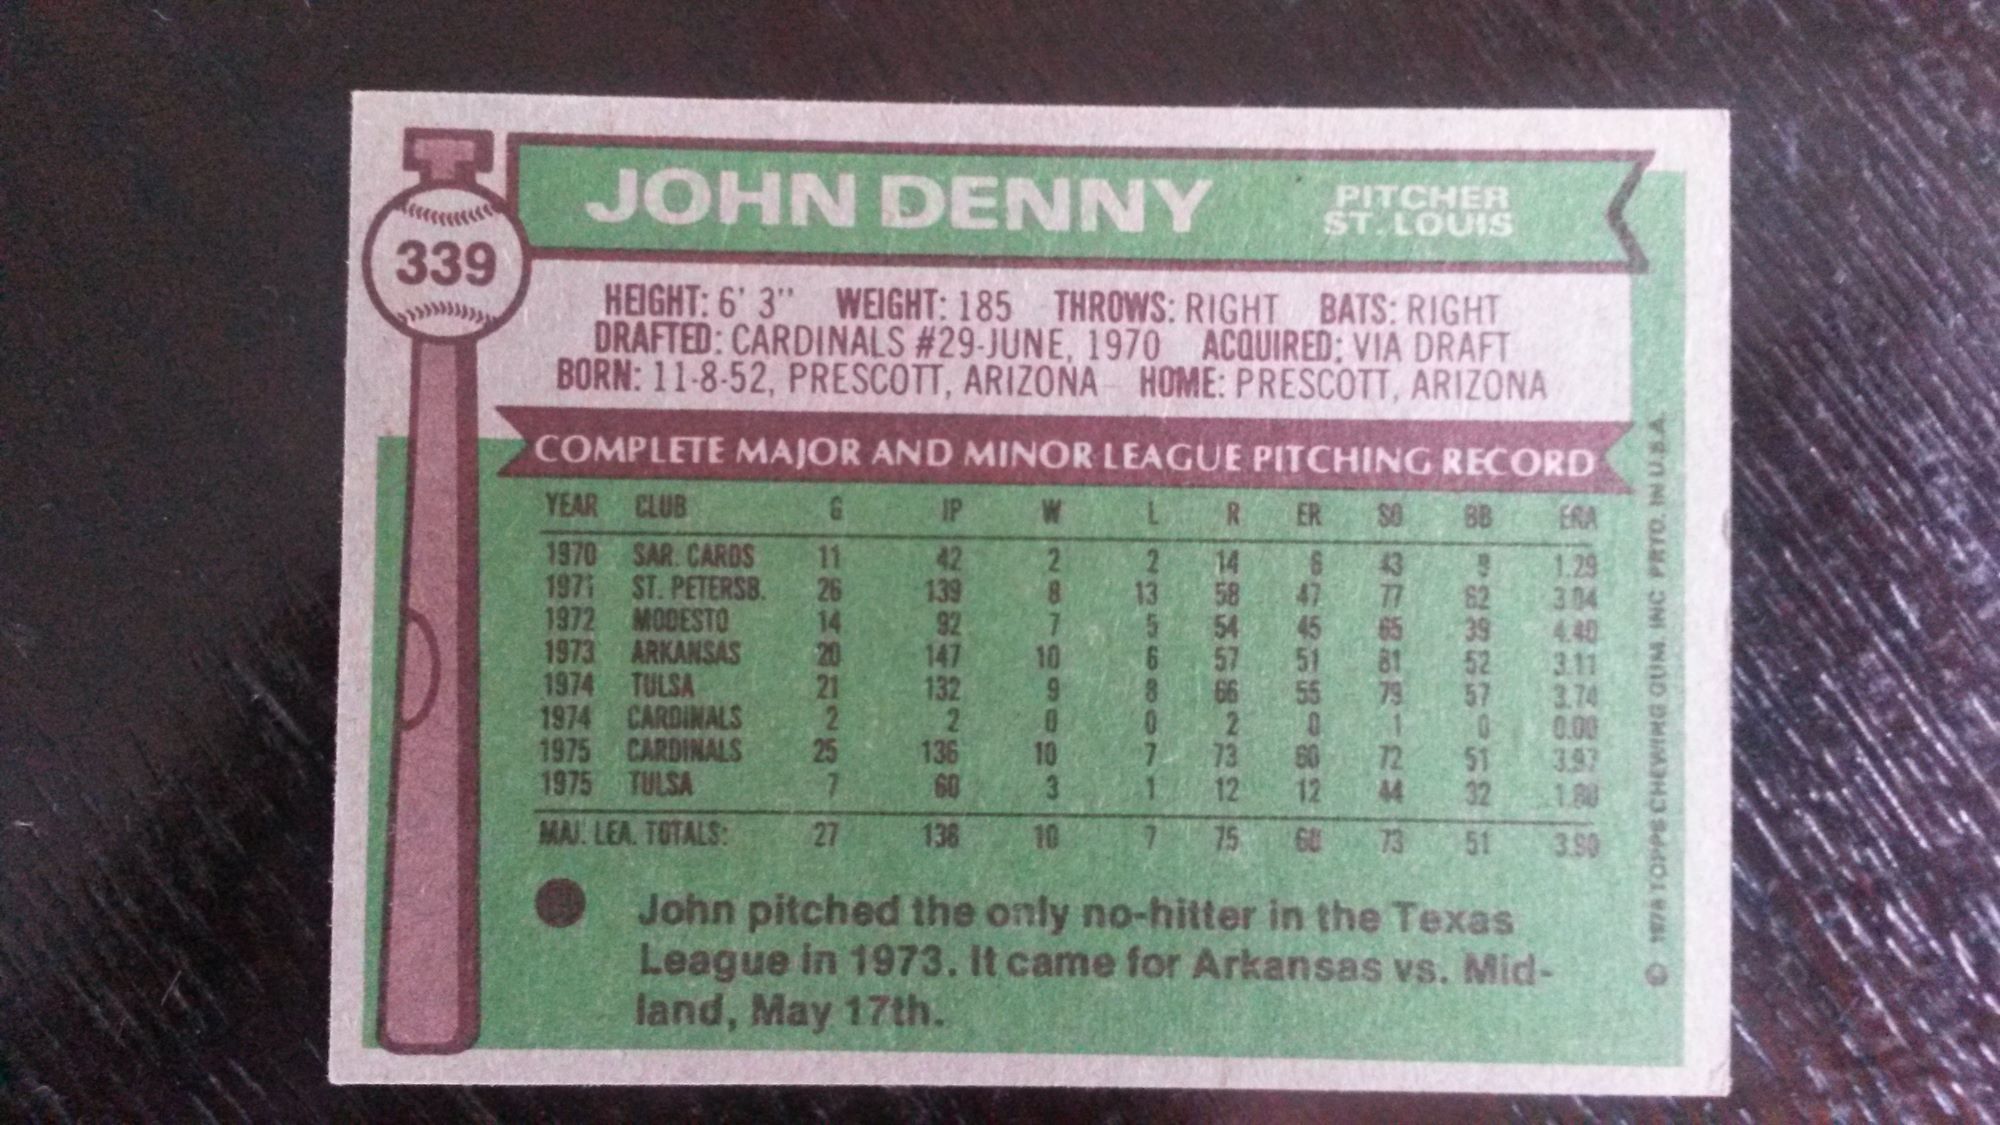 339
JOHN DENNY
PITCHER
ST. LOUIS
HEIGHT: 6' 3" WEIGHT: 185 THROWS: RIGHT BATS: RIGHT
DRAFTED: CARDINALS #29-JUNE, 1970 ACQUIRED: VIA DRAFT
BORN: 11-8-52, PRESCOTT, ARIZONA HOME: PRESCOTT, ARIZONA
COMPLETE MAJOR AND MINOR LEAGUE PITCHING RECORD
YEAR CLUB G IP W L R ER SO BB ERA
1970 SAR. CARDS 11 42 2 2 14 6 43 9 1.29
1971 ST. PETERSB. 26 139 8 13 58 47 77 62 3.04
1972 MODESTO 14 92 7 5 54 45 65 39 4.40
1973 ARKANSAS 20 147 10 6 57 51 81 52 3.11
1974 TULSA 21 132 9 8 66 55 79 57 3.74
1974 CARDINALS 2 2 0 0 2 0 1 0 0.00
1975 CARDINALS 25 136 10 7 73 60 72 51 3.97
1975 TULSA 7 60 3 1 12 12 44 32 1.80
MAJ. LEA. TOTALS: 27 138 10 7 75 60 73 51 3.90
John pitched the only no-hitter in the Texas
League in 1973. It came for Arkansas vs. Mid-
land, May 17th.
© 1976 TOPPS CHEWING GUM, INC PRTD. IN U.S.A.